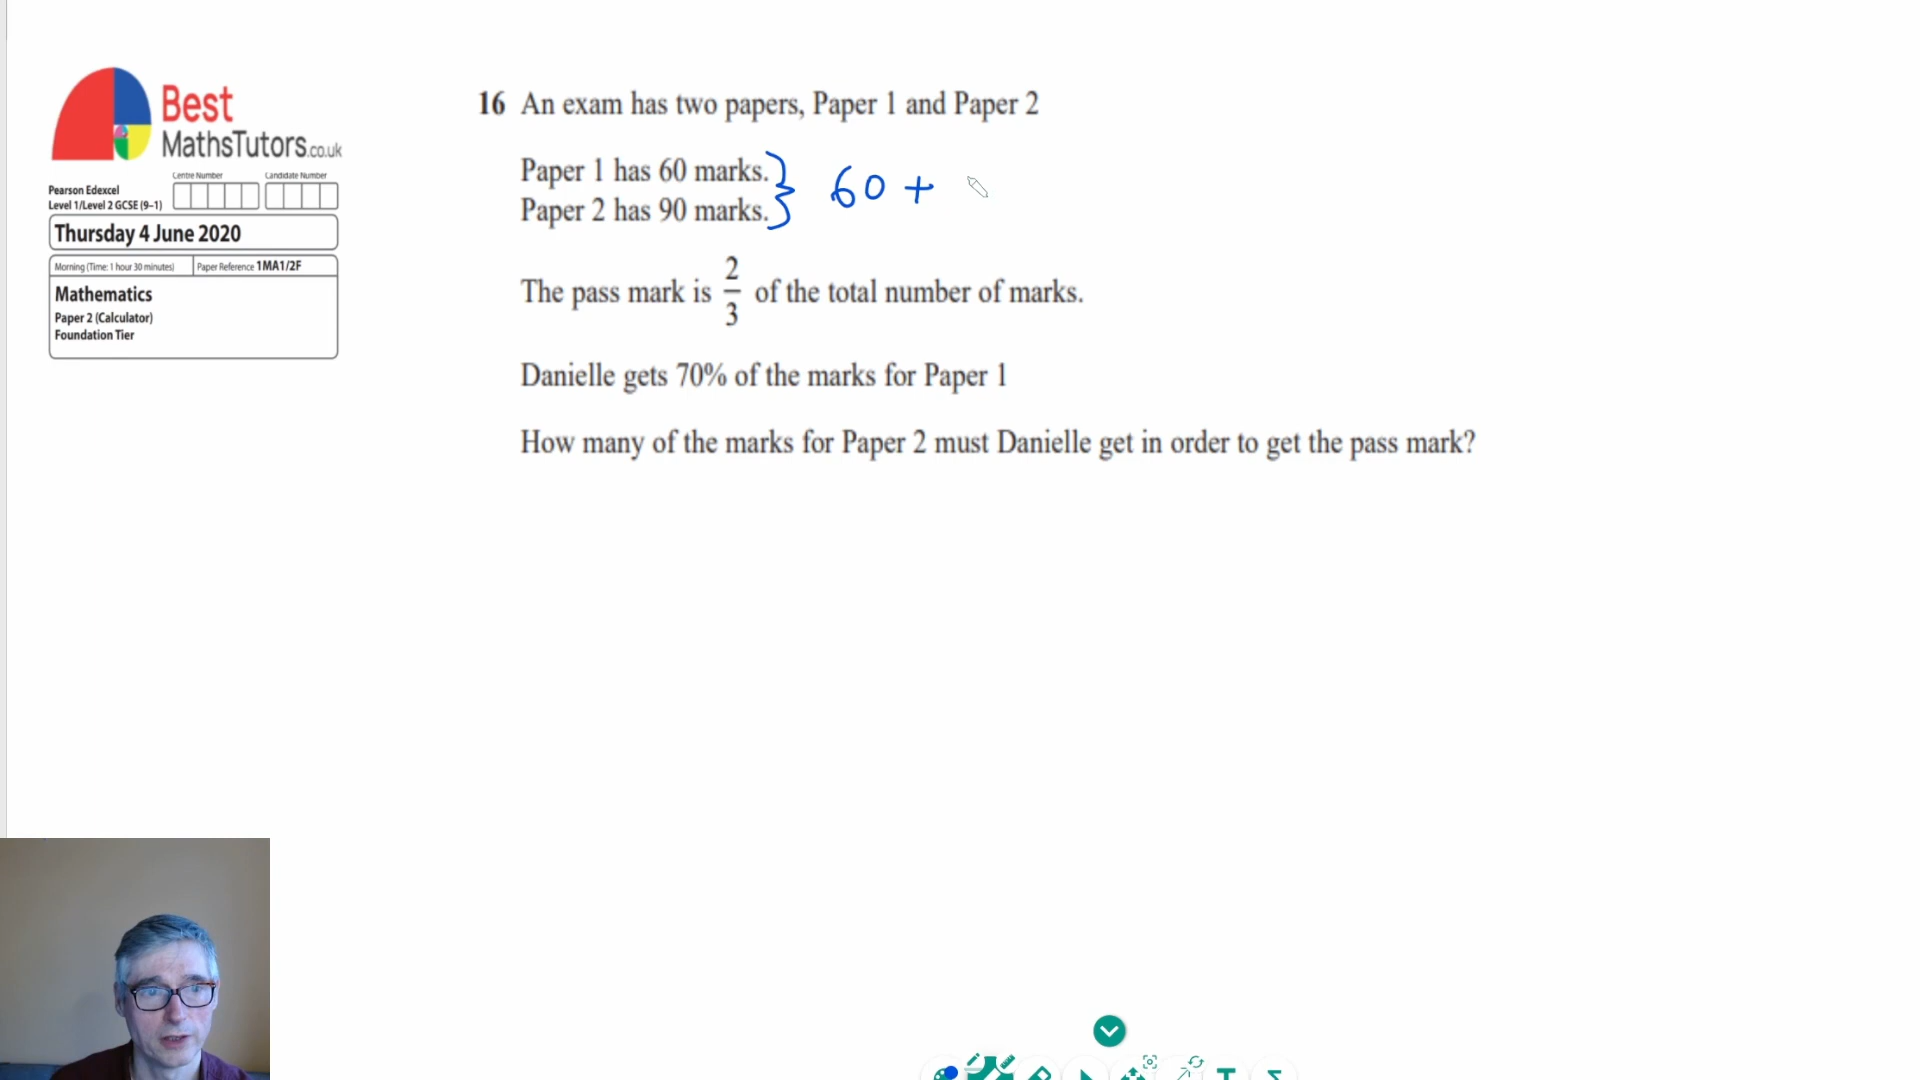 Best
MathsTutors.co.uk
Centre Number
Candidate Number
Pearson Edexcel
Level 1/Level 2 GCSE (9–1)
Thursday 4 June 2020
Morning (Time: 1 hour 30 minutes)
Paper Reference 1MA1/2F
Mathematics
Paper 2 (Calculator)
Foundation Tier
16 An exam has two papers, Paper 1 and Paper 2
Paper 1 has 60 marks.
Paper 2 has 90 marks.
60 +
The pass mark is 2/3 of the total number of marks.
Danielle gets 70% of the marks for Paper 1
How many of the marks for Paper 2 must Danielle get in order to get the pass mark?